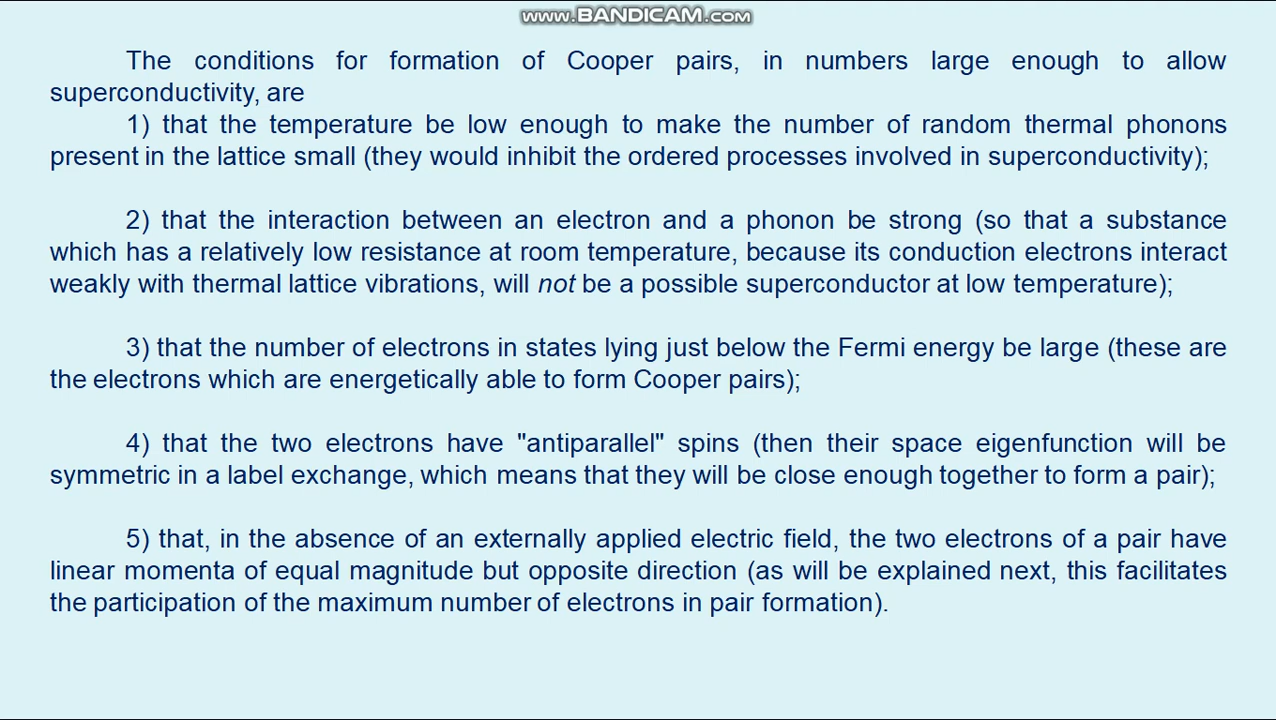 www.BANDICAM.com
The conditions for formation of Cooper pairs, in numbers large enough to allow
superconductivity, are
1) that the temperature be low enough to make the number of random thermal phonons
present in the lattice small (they would inhibit the ordered processes involved in superconductivity);
2) that the interaction between an electron and a phonon be strong (so that a substance
which has a relatively low resistance at room temperature, because its conduction electrons interact
weakly with thermal lattice vibrations, will not be a possible superconductor at low temperature);
3) that the number of electrons in states lying just below the Fermi energy be large (these are
the electrons which are energetically able to form Cooper pairs);
4) that the two electrons have "antiparallel" spins (then their space eigenfunction will be
symmetric in a label exchange, which means that they will be close enough together to form a pair);
5) that, in the absence of an externally applied electric field, the two electrons of a pair have
linear momenta of equal magnitude but opposite direction (as will be explained next, this facilitates
the participation of the maximum number of electrons in pair formation).